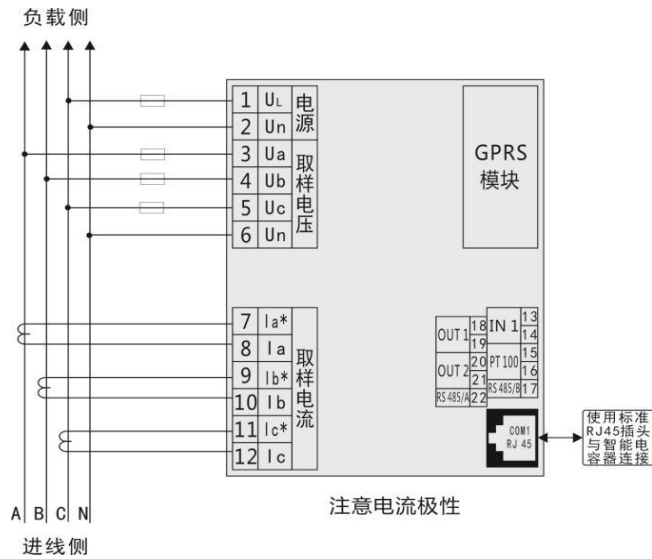 负载侧
1 UL 电源
2 Un
3 Ua 取样电压
4 Ub
5 Uc
6 Un
GPRS
模块
7 Ia*
8 Ia 取样电流
9 Ib*
10 Ib
11 Ic*
12 Ic
OUT 1 18 IN 1 13
19 14
OUT 2 20 PT 100 15
21 16
RS 485/A 22 RS 485/B 17
COM1
RJ 45
使用标准
RJ45插头
与智能电
容器连接
A B C N
注意电流极性
进线侧